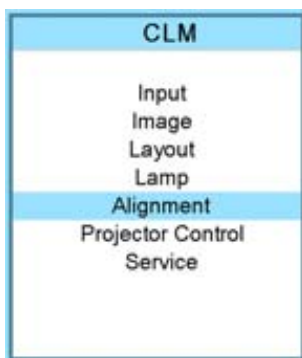 CLM
Input
Image
Layout
Lamp
Alignment
Projector Control
Service